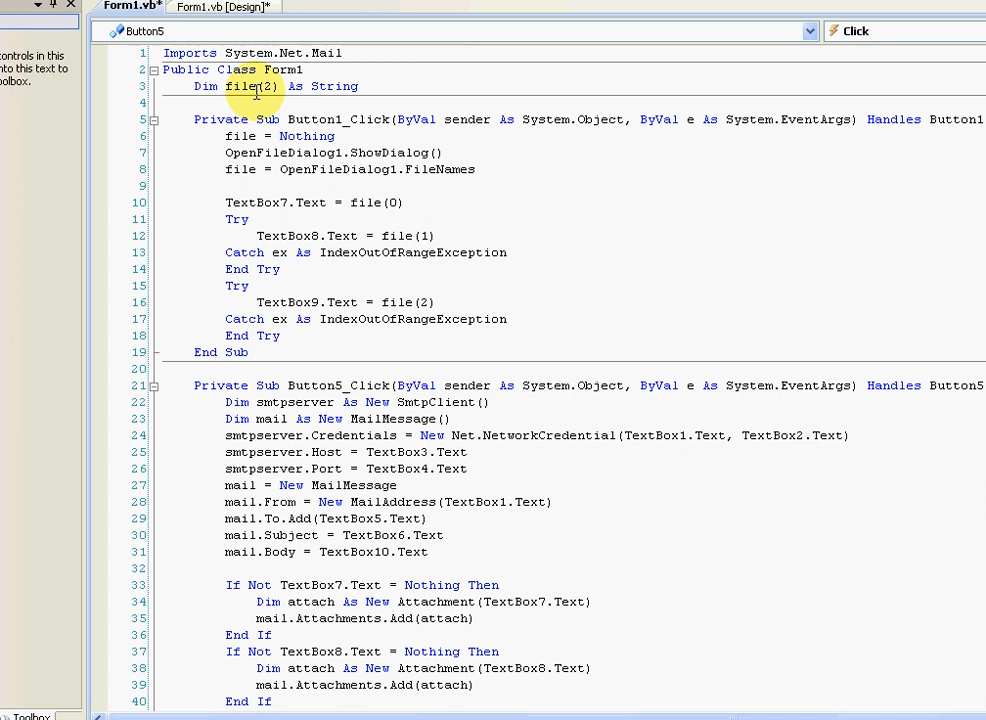 Form1.vb* Form1.vb [Design]*
Button5 Click
ontrols in this
nto this text to
olbox.
1 Imports System.Net.Mail
2 Public Class Form1
3 Dim file(2) As String
4
5 Private Sub Button1_Click(ByVal sender As System.Object, ByVal e As System.EventArgs) Handles Button1
6 file = Nothing
7 OpenFileDialog1.ShowDialog()
8 file = OpenFileDialog1.FileNames
9
10 TextBox7.Text = file(0)
11 Try
12 TextBox8.Text = file(1)
13 Catch ex As IndexOutOfRangeException
14 End Try
15 Try
16 TextBox9.Text = file(2)
17 Catch ex As IndexOutOfRangeException
18 End Try
19 End Sub
20
21 Private Sub Button5_Click(ByVal sender As System.Object, ByVal e As System.EventArgs) Handles Button5
22 Dim smtpserver As New SmtpClient()
23 Dim mail As New MailMessage()
24 smtpserver.Credentials = New Net.NetworkCredential(TextBox1.Text, TextBox2.Text)
25 smtpserver.Host = TextBox3.Text
26 smtpserver.Port = TextBox4.Text
27 mail = New MailMessage
28 mail.From = New MailAddress(TextBox1.Text)
29 mail.To.Add(TextBox5.Text)
30 mail.Subject = TextBox6.Text
31 mail.Body = TextBox10.Text
32
33 If Not TextBox7.Text = Nothing Then
34 Dim attach As New Attachment(TextBox7.Text)
35 mail.Attachments.Add(attach)
36 End If
37 If Not TextBox8.Text = Nothing Then
38 Dim attach As New Attachment(TextBox8.Text)
39 mail.Attachments.Add(attach)
40 End If
Toolbox